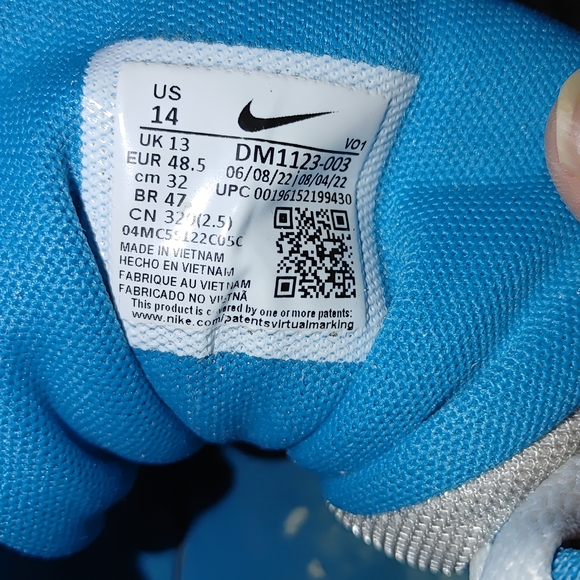 US
14
UK 13
EUR 48.5
cm 32
BR 47
CN 320(2.5)
V01
DM1123-003
06/08/22|08/04/22
UPC 00196152199430
MADE IN VIETNAM
HECHO EN VIETNAM
FABRIQUE AU VIETNAM
FABRICADO NO VIETNÃ
This product is covered by one or more patents:
www.nike.com/patentsvirtualmarking